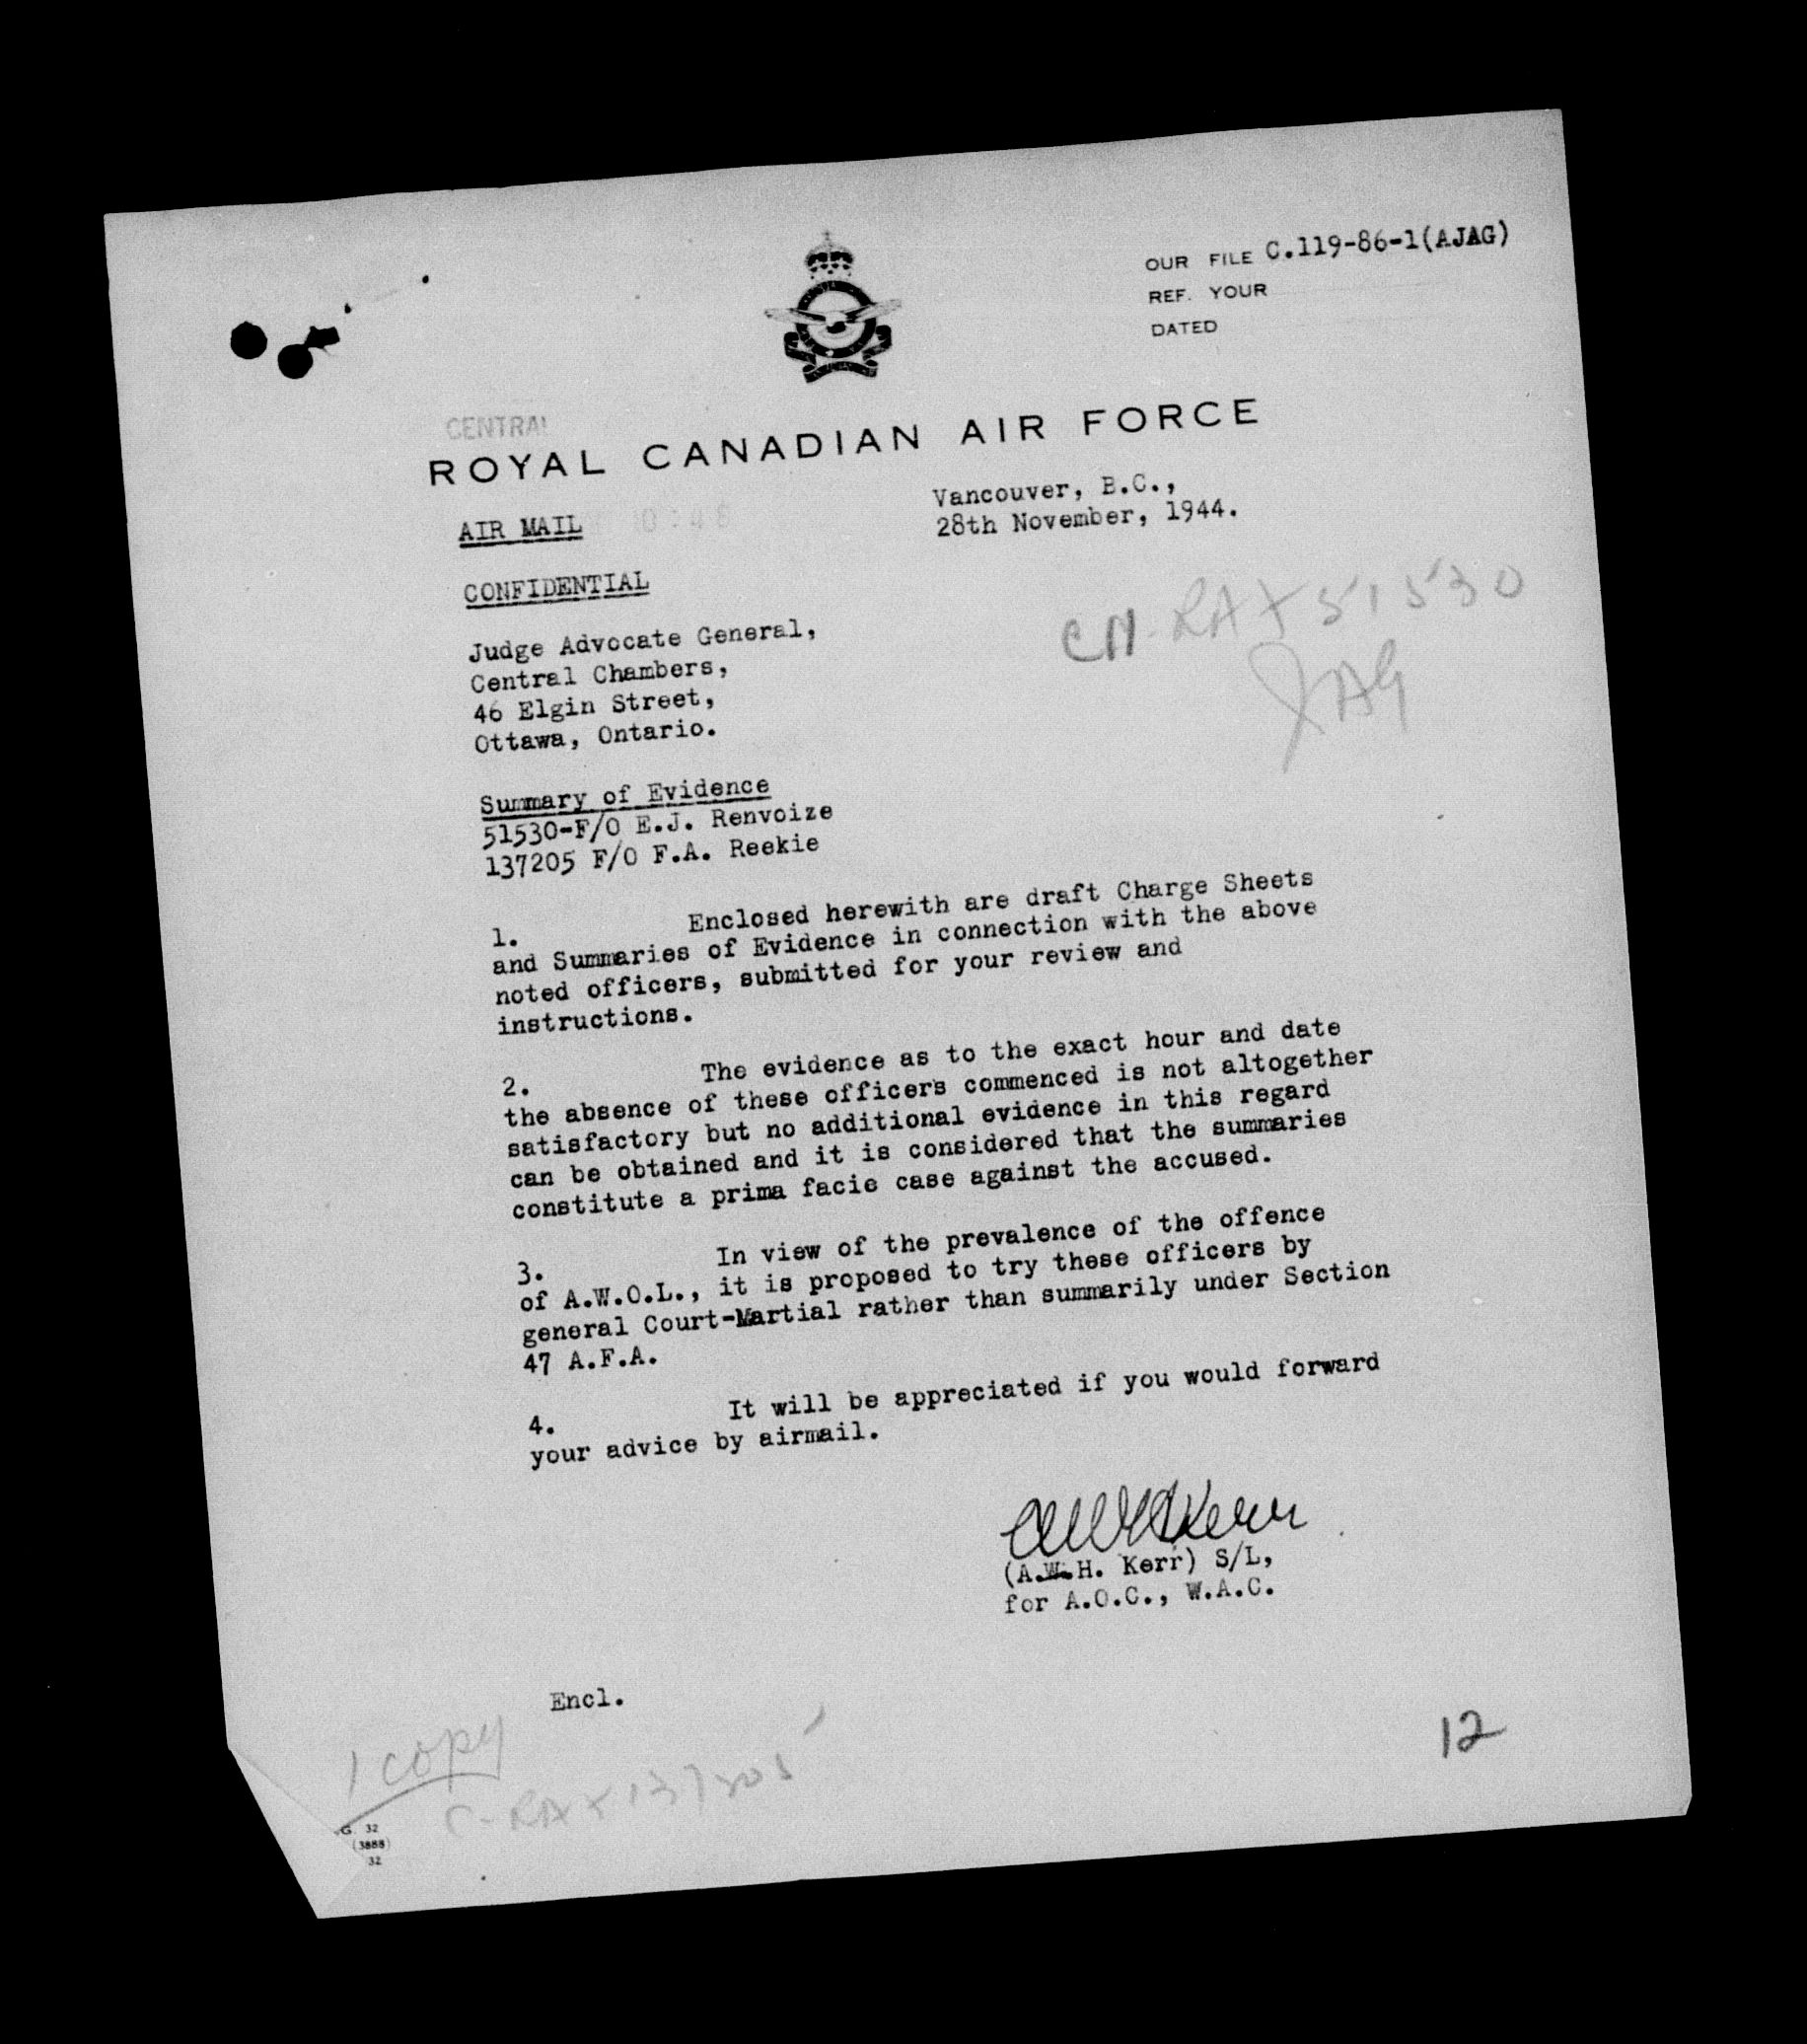 OUR FILE C.119-86-1(AJAG)
REF. YOUR
DATED
CENTRAL
ROYAL CANADIAN AIR FORCE
Vancouver, B.C.,
28th November, 1944.
AIR MAIL
CONFIDENTIAL
CM-RAX 51530
JAG
Judge Advocate General,
Central Chambers,
46 Elgin Street,
Ottawa, Ontario.
Summary of Evidence
51530-F/O E.J. Renvoize
137205 F/O F.A. Reekie
1. Enclosed herewith are draft Charge Sheets
and Summaries of Evidence in connection with the above
noted officers, submitted for your review and
instructions.
2. The evidence as to the exact hour and date
the absence of these officers commenced is not altogether
satisfactory but no additional evidence in this regard
can be obtained and it is considered that the summaries
constitute a prima facie case against the accused.
3. In view of the prevalence of the offence
of A.W.O.L., it is proposed to try these officers by
general Court-Martial rather than summarily under Section
47 A.F.A.
4. It will be appreciated if you would forward
your advice by airmail.
AWHKerr
(A.W.H. Kerr) S/L,
for A.O.C., W.A.C.
Encl.
12
1 copy
C-RAX 137205
G. 32
(3888)
32